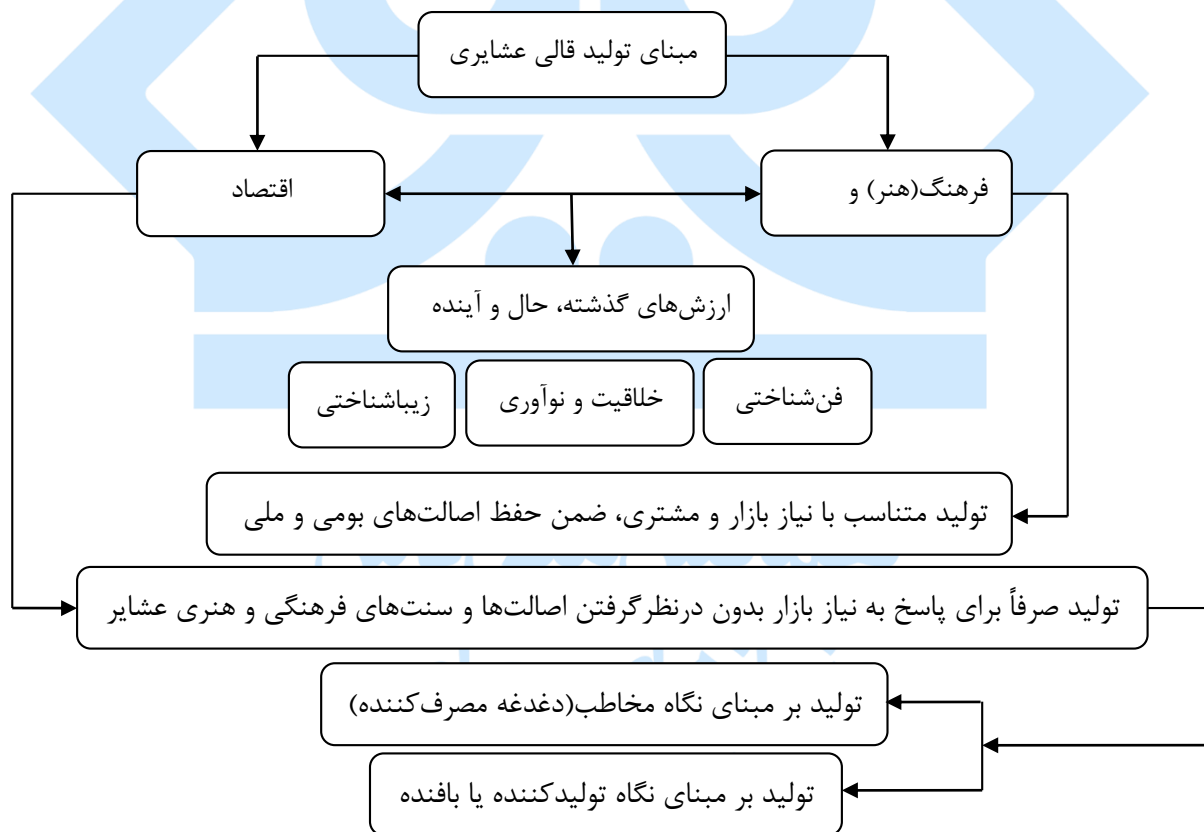 مبنای تولید قالی عشایری
فرهنگ(هنر) و
اقتصاد
ارزش‌های گذشته، حال و آینده
فن‌شناختی
خلاقیت و نوآوری
زیباشناختی
تولید متناسب با نیاز بازار و مشتری، ضمن حفظ اصالت‌های بومی و ملی
تولید صرفاً برای پاسخ به نیاز بازار بدون درنظرگرفتن اصالت‌ها و سنت‌های فرهنگی و هنری عشایر
تولید بر مبنای نگاه مخاطب(دغدغه مصرف‌کننده)
تولید بر مبنای نگاه تولیدکننده یا بافنده